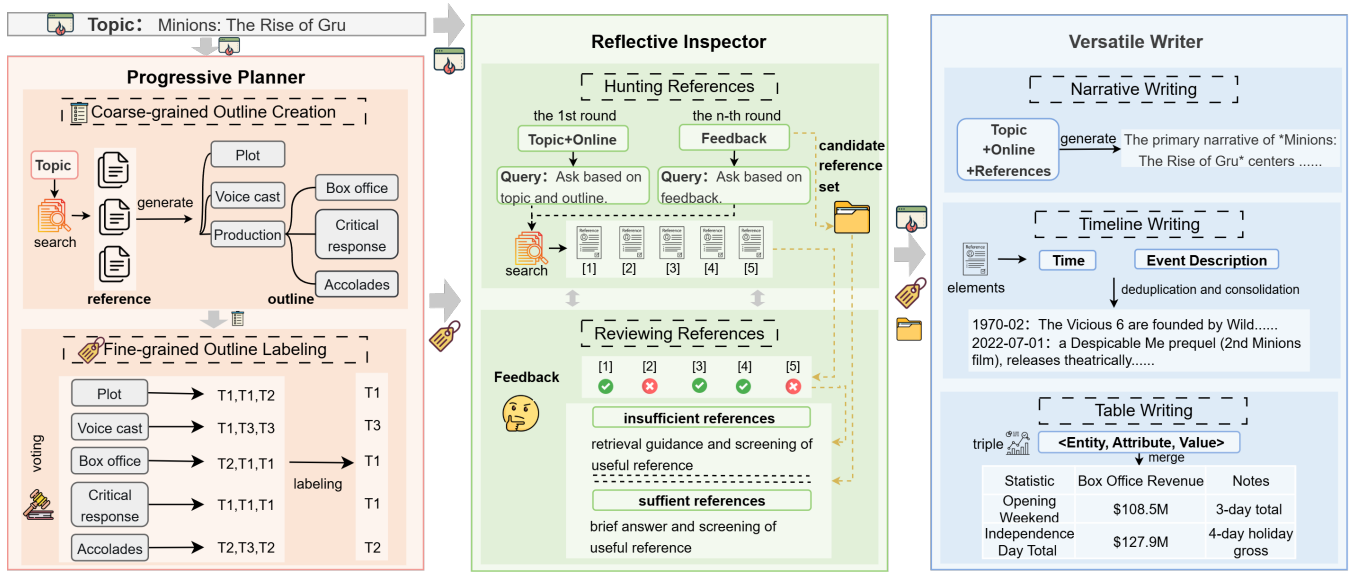 Topic: Minions: The Rise of Gru
Progressive Planner
Coarse-grained Outline Creation
Topic
search
reference
generate
Plot
Voice cast
Production
Box office
Critical
response
Accolades
outline
Fine-grained Outline Labeling
voting
Plot
T1,T1,T2
T1
Voice cast
T1,T3,T3
T3
Box office
T2,T1,T1
T1
labeling
Critical
response
T1,T1,T1
T1
Accolades
T2,T3,T2
T2
Reflective Inspector
Hunting References
the 1st round
the n-th round
Topic+Online
Feedback
Query: Ask based on
topic and outline.
Query: Ask based on
feedback.
candidate
reference
set
search
Reference
Reference
Reference
Reference
Reference
[1]
[2]
[3]
[4]
[5]
Reviewing References
Feedback
[1]
[2]
[3]
[4]
[5]
insufficient references
retrieval guidance and screening of
useful reference
suffient references
brief answer and screening of
useful reference
Versatile Writer
Narrative Writing
Topic
+Online
+References
generate
The primary narrative of *Minions:
The Rise of Gru* centers ......
Timeline Writing
Reference
elements
Time
Event Description
deduplication and consolidation
1970-02: The Vicious 6 are founded by Wild......
2022-07-01: a Despicable Me prequel (2nd Minions
film), releases theatrically......
Table Writing
triple
<Entity, Attribute, Value>
merge
Statistic
Box Office Revenue
Notes
Opening
Weekend
$108.5M
3-day total
Independence
Day Total
$127.9M
4-day holiday
gross